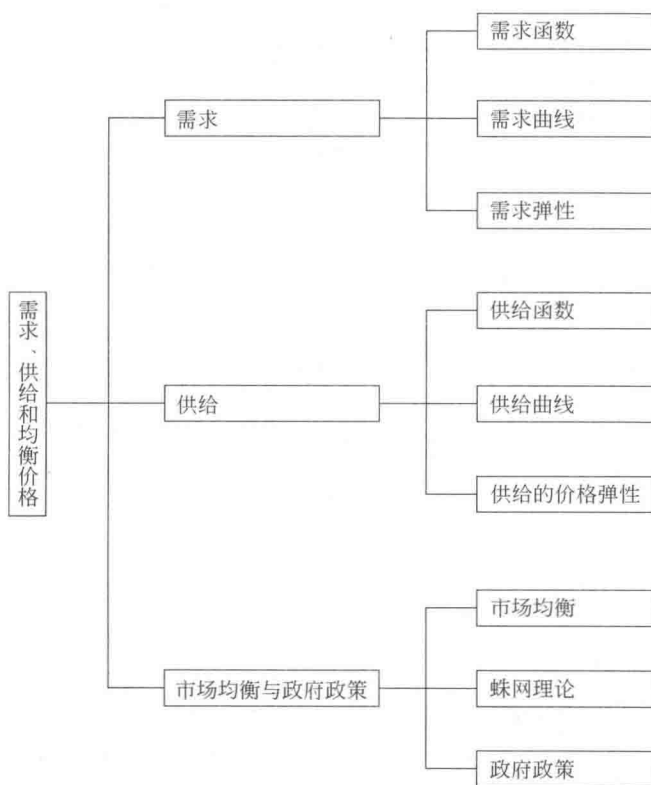 需求、供给和均衡价格
需求
需求函数
需求曲线
需求弹性
供给
供给函数
供给曲线
供给的价格弹性
市场均衡与政府政策
市场均衡
蛛网理论
政府政策